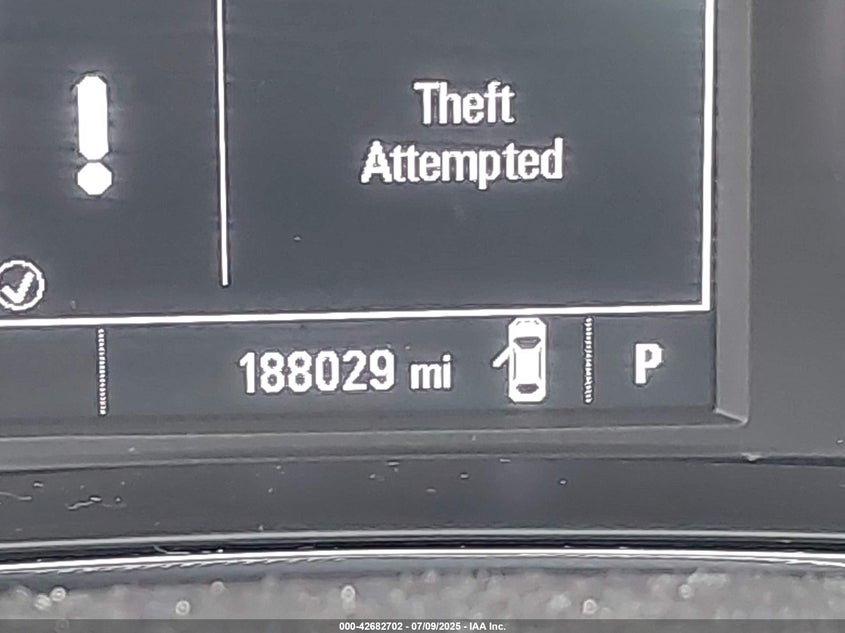 Theft
Attempted
188029 mi
P
000-42682702 - 07/09/2025 - IAA Inc.